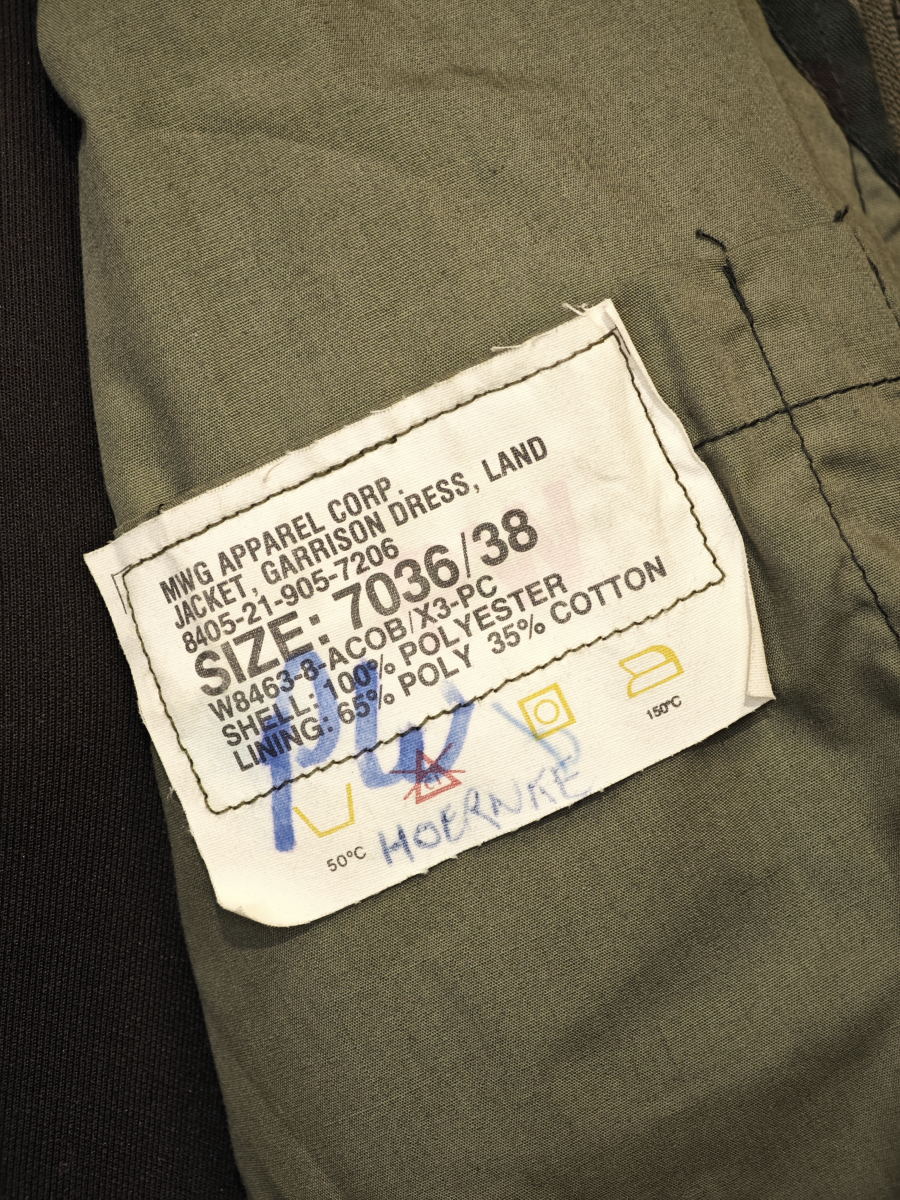 MWG APPAREL CORP.
JACKET, GARRISON DRESS, LAND
8405-21-905-7206
SIZE: 7036/38
W8463-8-ACOB/X3-PC
SHELL: 100% POLYESTER
LINING: 65% POLY 35% COTTON
150°C
Cl
50°C
HOERNKE